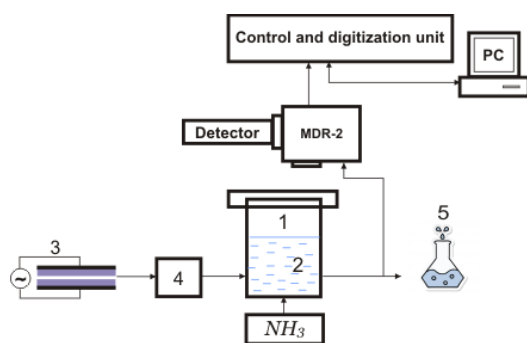 Control and digitization unit
PC
Detector
MDR-2
3
4
1
2
5
~
NH₃